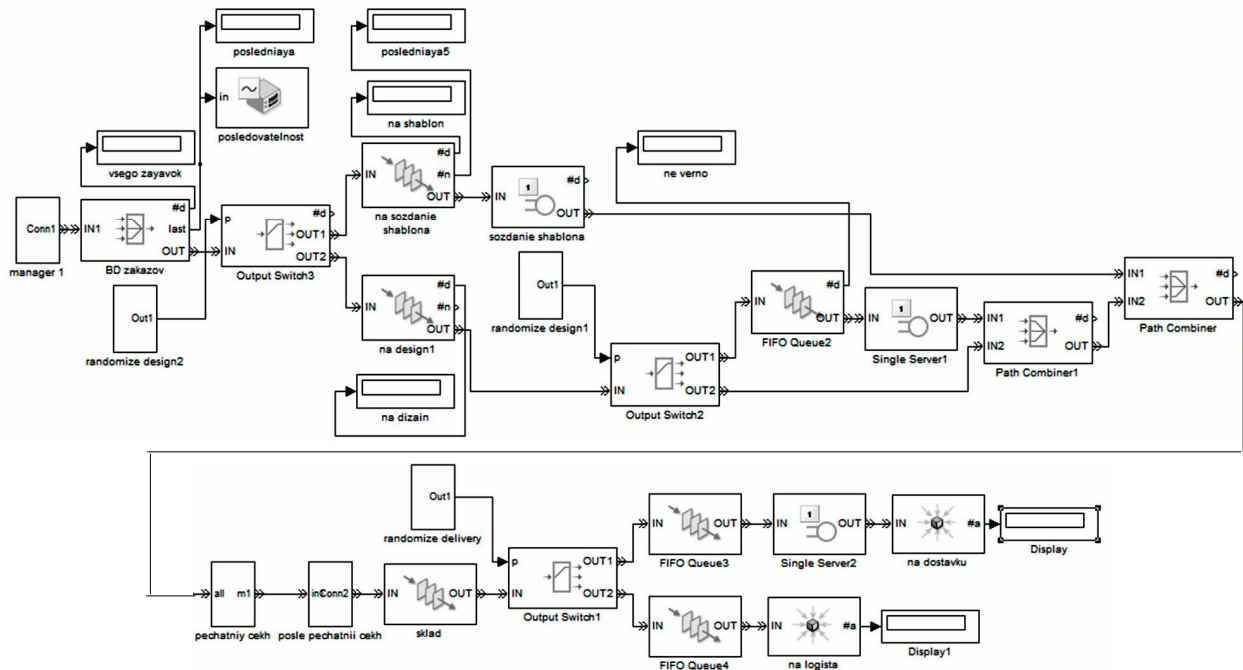 posledniaya
posledniaya5
in
posledovatelnost
na shablon
vsego zayavok
ne verno
Conn1
manager 1
IN1
#d
last
OUT
BD zakazov
p
IN
#d
OUT1
OUT2
Output Switch3
IN
#d
#n
OUT
na sozdanie
shablona
IN
#d
OUT
sozdanie shablona
Out1
randomize design2
IN
#d
#n
OUT
na design1
na dizain
Out1
randomize design1
p
IN
OUT1
OUT2
Output Switch2
IN
#d
OUT
FIFO Queue2
IN
OUT
Single Server1
IN1
IN2
#d
OUT
Path Combiner1
IN1
IN2
#d
OUT
Path Combiner
Out1
randomize delivery
all
m1
pechatniy cekh
Conn2
posle pechatnii cekh
IN
OUT
sklad
p
IN
OUT1
OUT2
Output Switch1
IN
OUT
FIFO Queue3
1
IN
OUT
Single Server2
IN
#a
na dostavku
Display
IN
OUT
FIFO Queue4
IN
#a
na logista
Display1